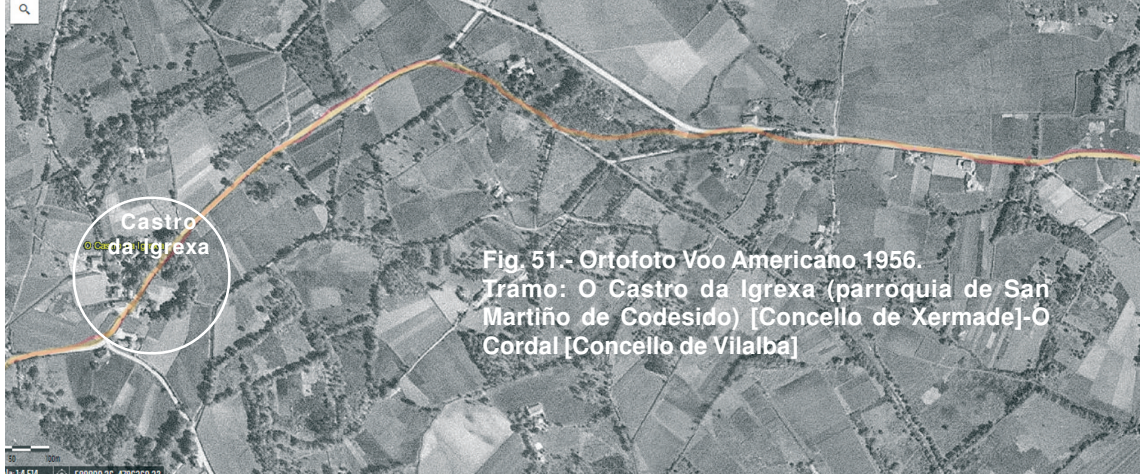 Castro
da Igrexa
Fig. 51.- Ortofoto Voo Americano 1956.
Tramo: O Castro da Igrexa (parroquia de San
Martiño de Codesido) [Concello de Xermade]-O
Cordal [Concello de Vilalba]
50 100m